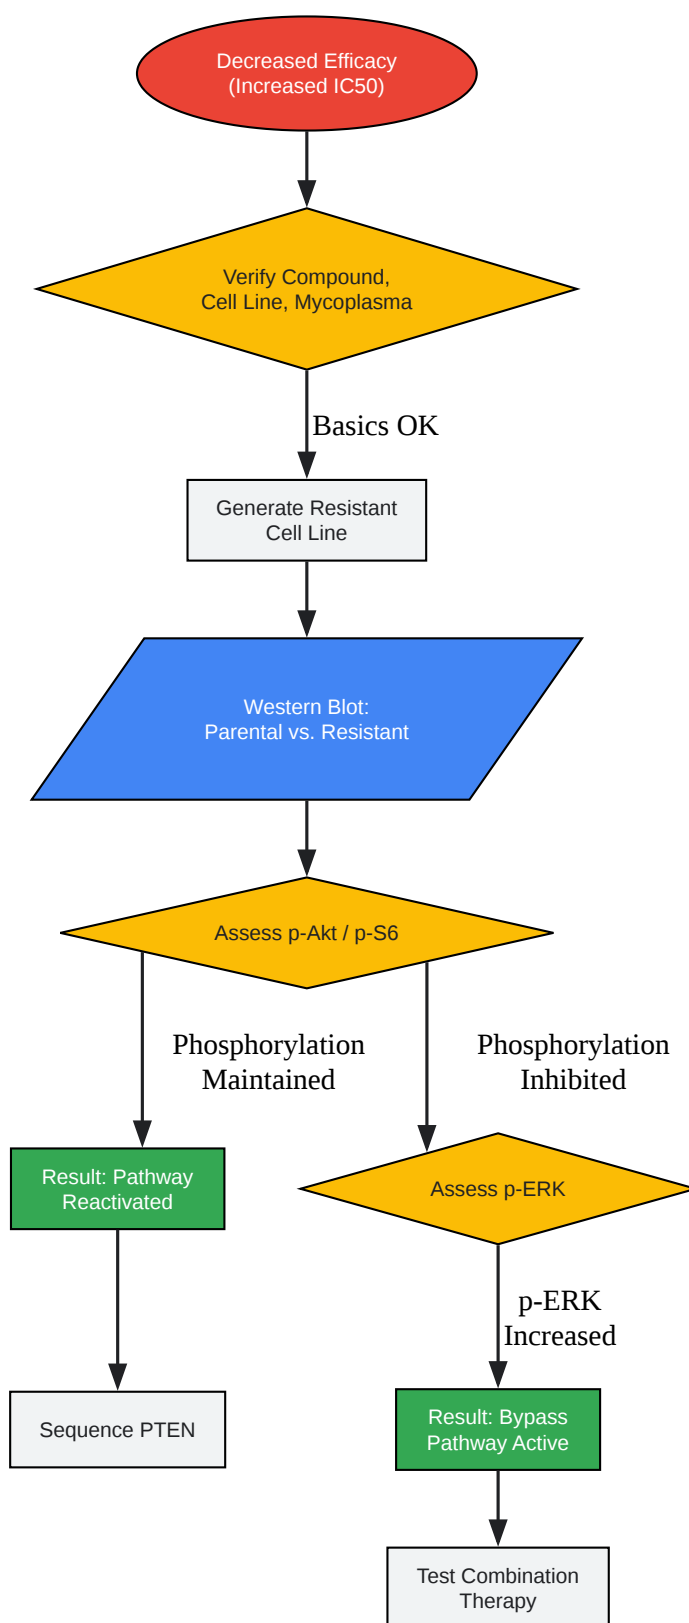 Decreased Efficacy
(Increased IC50)
Verify Compound,
Cell Line, Mycoplasma
Basics OK
Generate Resistant
Cell Line
Western Blot:
Parental vs. Resistant
Assess p-Akt / p-S6
Phosphorylation
Maintained
Phosphorylation
Inhibited
Result: Pathway
Reactivated
Assess p-ERK
p-ERK
Increased
Sequence PTEN
Result: Bypass
Pathway Active
Test Combination
Therapy